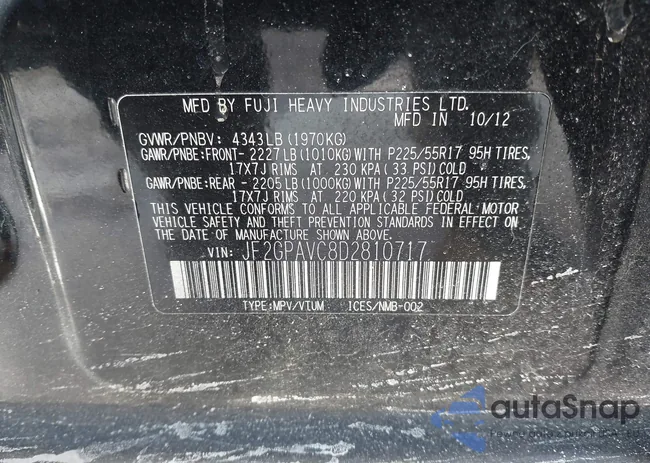 MFD BY FUJI HEAVY INDUSTRIES LTD.
MFD IN 10/12
GVWR/PNBV: 4343LB(1970KG)
GAWR/PNBE:FRONT- 2227LB(1010KG)WITH P225/55R17 95H TIRES,
17X7J RIMS AT 230 KPA( 33 PSI)COLD
GAWR/PNBE:REAR - 2205LB(1000KG)WITH P225/55R17 95H TIRES,
17X7J RIMS AT 220 KPA( 32 PSI)COLD
THIS VEHICLE CONFORMS TO ALL APPLICABLE FEDERAL MOTOR
VEHICLE SAFETY AND THEFT PREVENTION STANDARDS IN EFFECT ON
THE DATE OF MANUFACTURE SHOWN ABOVE.
VIN: JF2GPAVC8D2810717
TYPE:MPV/VTUM ICES/NMB-002
autoSnap